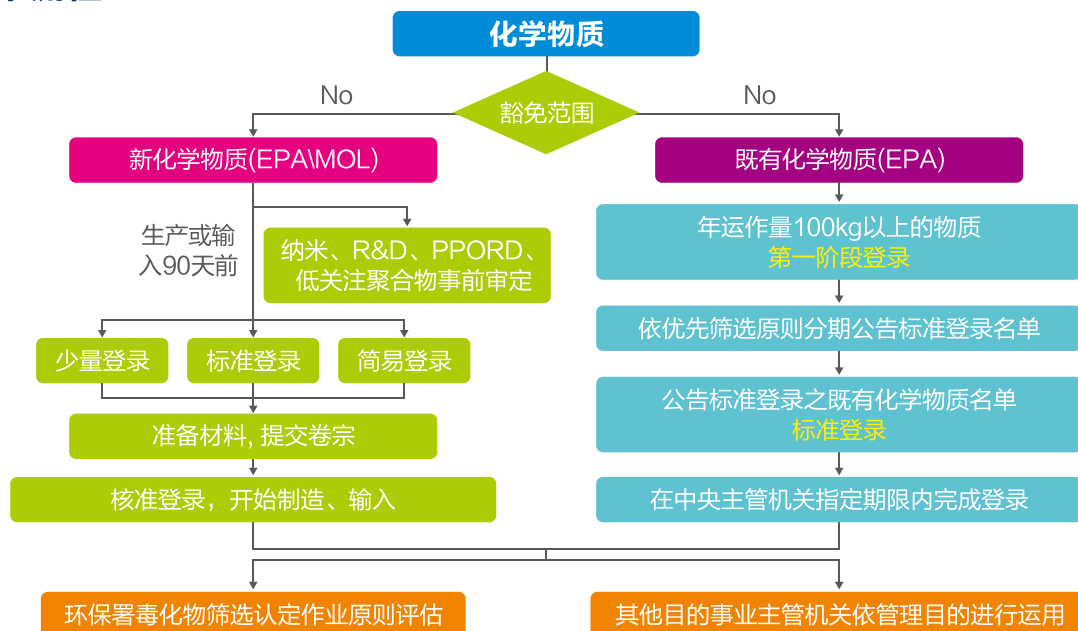 化学物质
No
No
豁免范围
新化学物质(EPA\MOL)
既有化学物质(EPA)
生产或输
入90天前
纳米、R&D、PPORD、
低关注聚合物事前审定
年运作量100kg以上的物质
第一阶段登录
依优先筛选原则分期公告标准登录名单
少量登录
标准登录
简易登录
公告标准登录之既有化学物质名单
标准登录
准备材料, 提交卷宗
核准登录，开始制造、输入
在中央主管机关指定期限内完成登录
环保署毒化物筛选认定作业原则评估
其他目的事业主管机关依管理目的进行运用